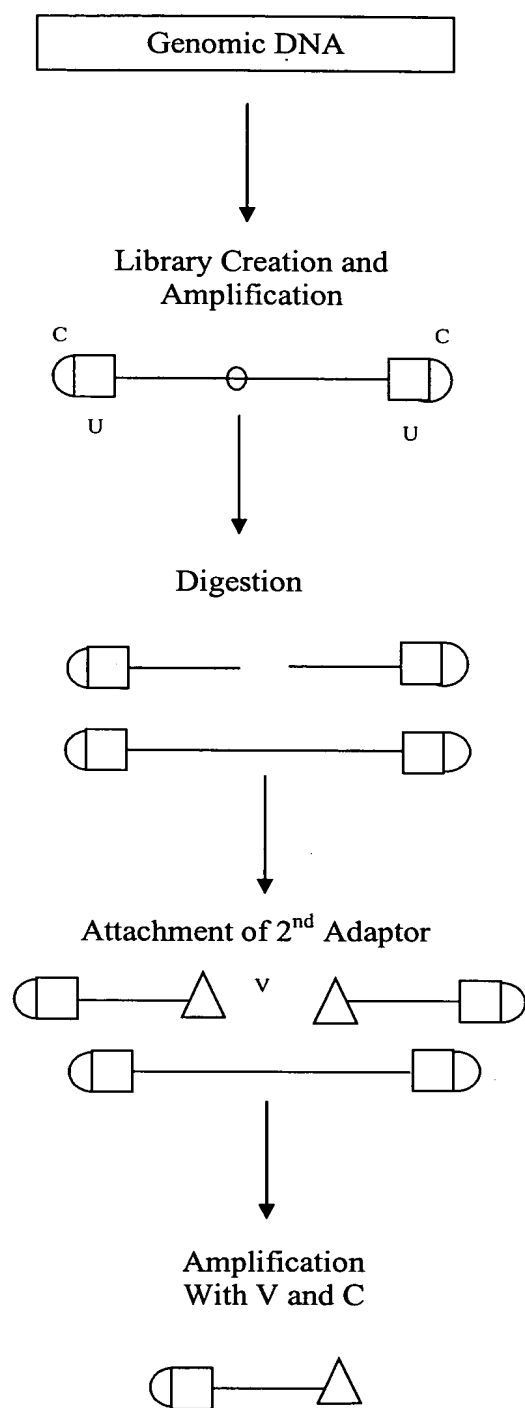 Genomic DNA
Library Creation and
Amplification
C
C
U
U
Digestion
Attachment of 2nd Adaptor
V
Amplification
With V and C